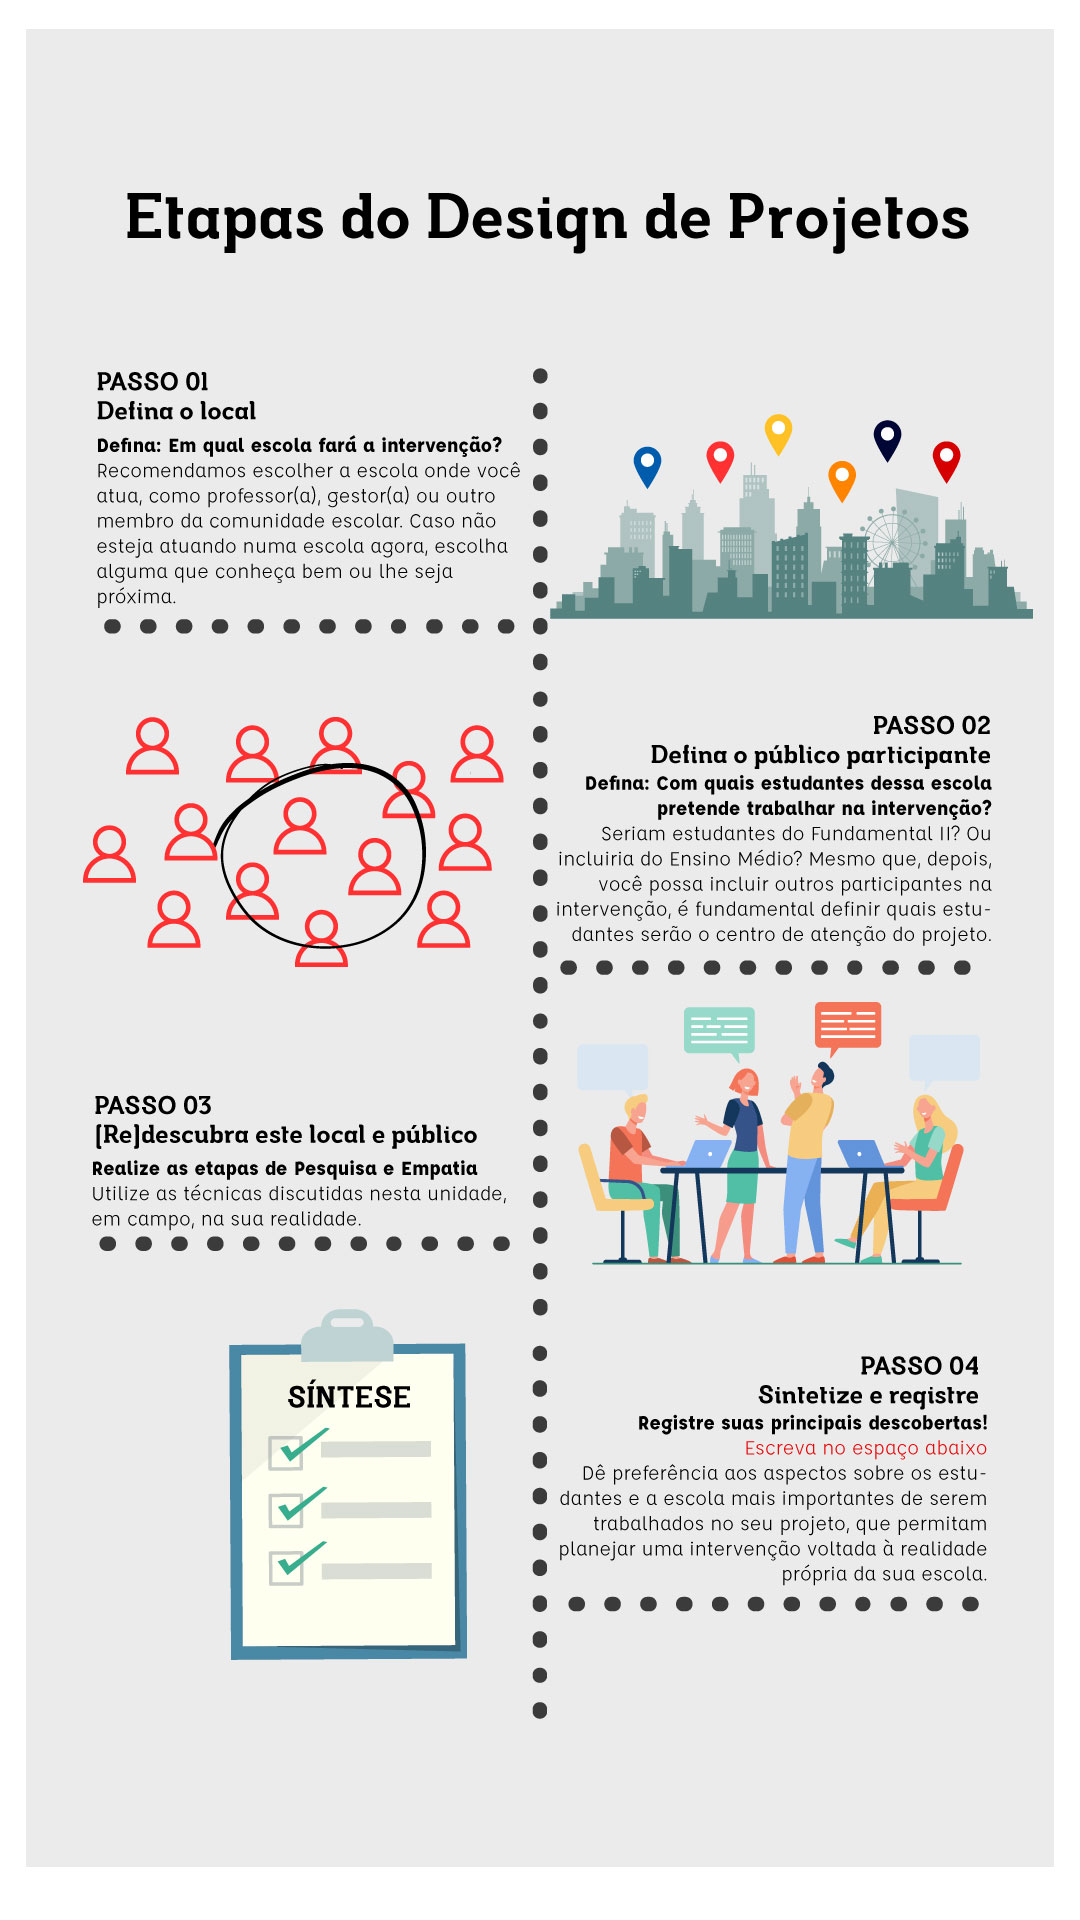 Etapas do Design de Projetos
PASSO 01
Defina o local
Defina: Em qual escola fará a intervenção?
Recomendamos escolher a escola onde você
atua, como professor(a), gestor(a) ou outro
membro da comunidade escolar. Caso não
esteja atuando numa escola agora, escolha
alguma que conheça bem ou lhe seja
próxima.
PASSO 02
Defina o público participante
Defina: Com quais estudantes dessa escola
pretende trabalhar na intervenção?
Seriam estudantes do Fundamental II? Ou
incluiria do Ensino Médio? Mesmo que, depois,
você possa incluir outros participantes na
intervenção, é fundamental definir quais estu-
dantes serão o centro de atenção do projeto.
PASSO 03
(Re)descubra este local e público
Realize as etapas de Pesquisa e Empatia
Utilize as técnicas discutidas nesta unidade,
em campo, na sua realidade.
SÍNTESE
PASSO 04
Sintetize e registre
Registre suas principais descobertas!
Escreva no espaço abaixo
Dê preferência aos aspectos sobre os estu-
dantes e a escola mais importantes de serem
trabalhados no seu projeto, que permitam
planejar uma intervenção voltada à realidade
própria da sua escola.